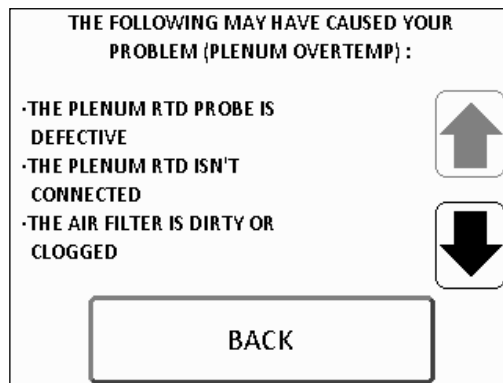 THE FOLLOWING MAY HAVE CAUSED YOUR
PROBLEM (PLENUM OVERTEMP) :
·THE PLENUM RTD PROBE IS
DEFECTIVE
·THE PLENUM RTD ISN'T
CONNECTED
·THE AIR FILTER IS DIRTY OR
CLOGGED
BACK